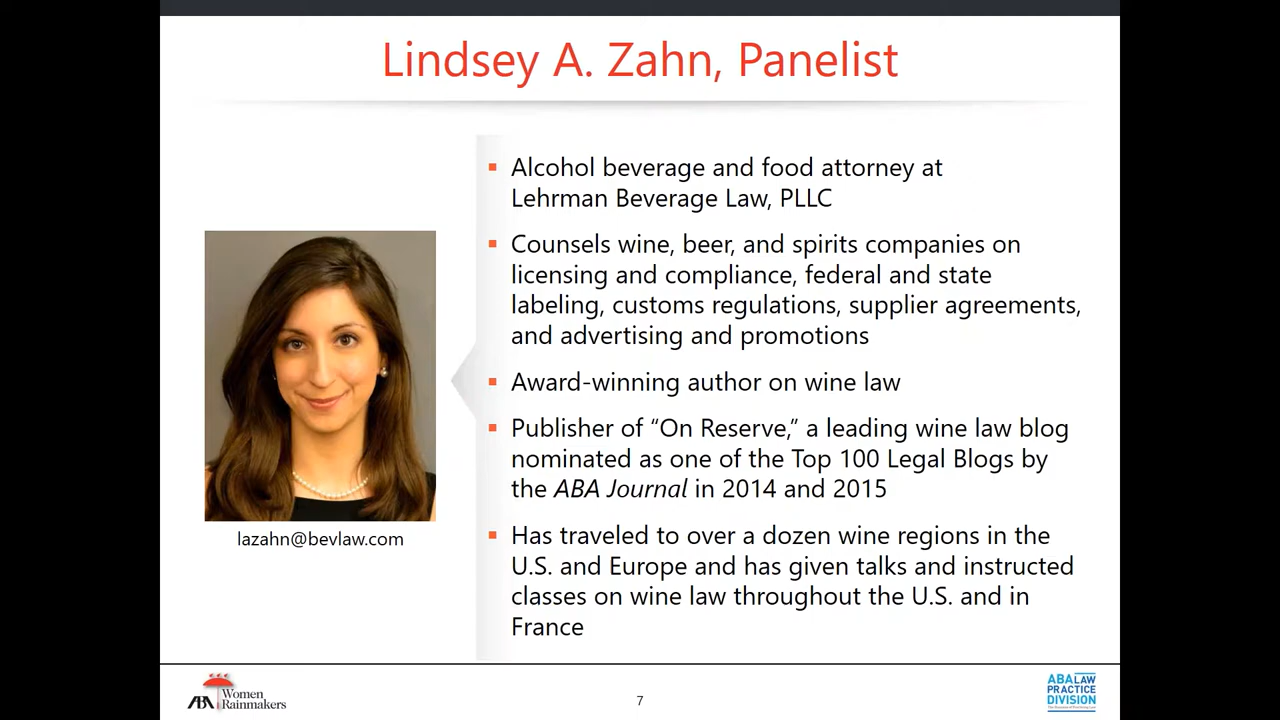 Lindsey A. Zahn, Panelist
Alcohol beverage and food attorney at
Lehrman Beverage Law, PLLC
Counsels wine, beer, and spirits companies on
licensing and compliance, federal and state
labeling, customs regulations, supplier agreements,
and advertising and promotions
Award-winning author on wine law
Publisher of “On Reserve,” a leading wine law blog
nominated as one of the Top 100 Legal Blogs by
the ABA Journal in 2014 and 2015
Has traveled to over a dozen wine regions in the
U.S. and Europe and has given talks and instructed
classes on wine law throughout the U.S. and in
France
lazahn@bevlaw.com
ABA Women
Rainmakers
7
ABA LAW
PRACTICE
DIVISION